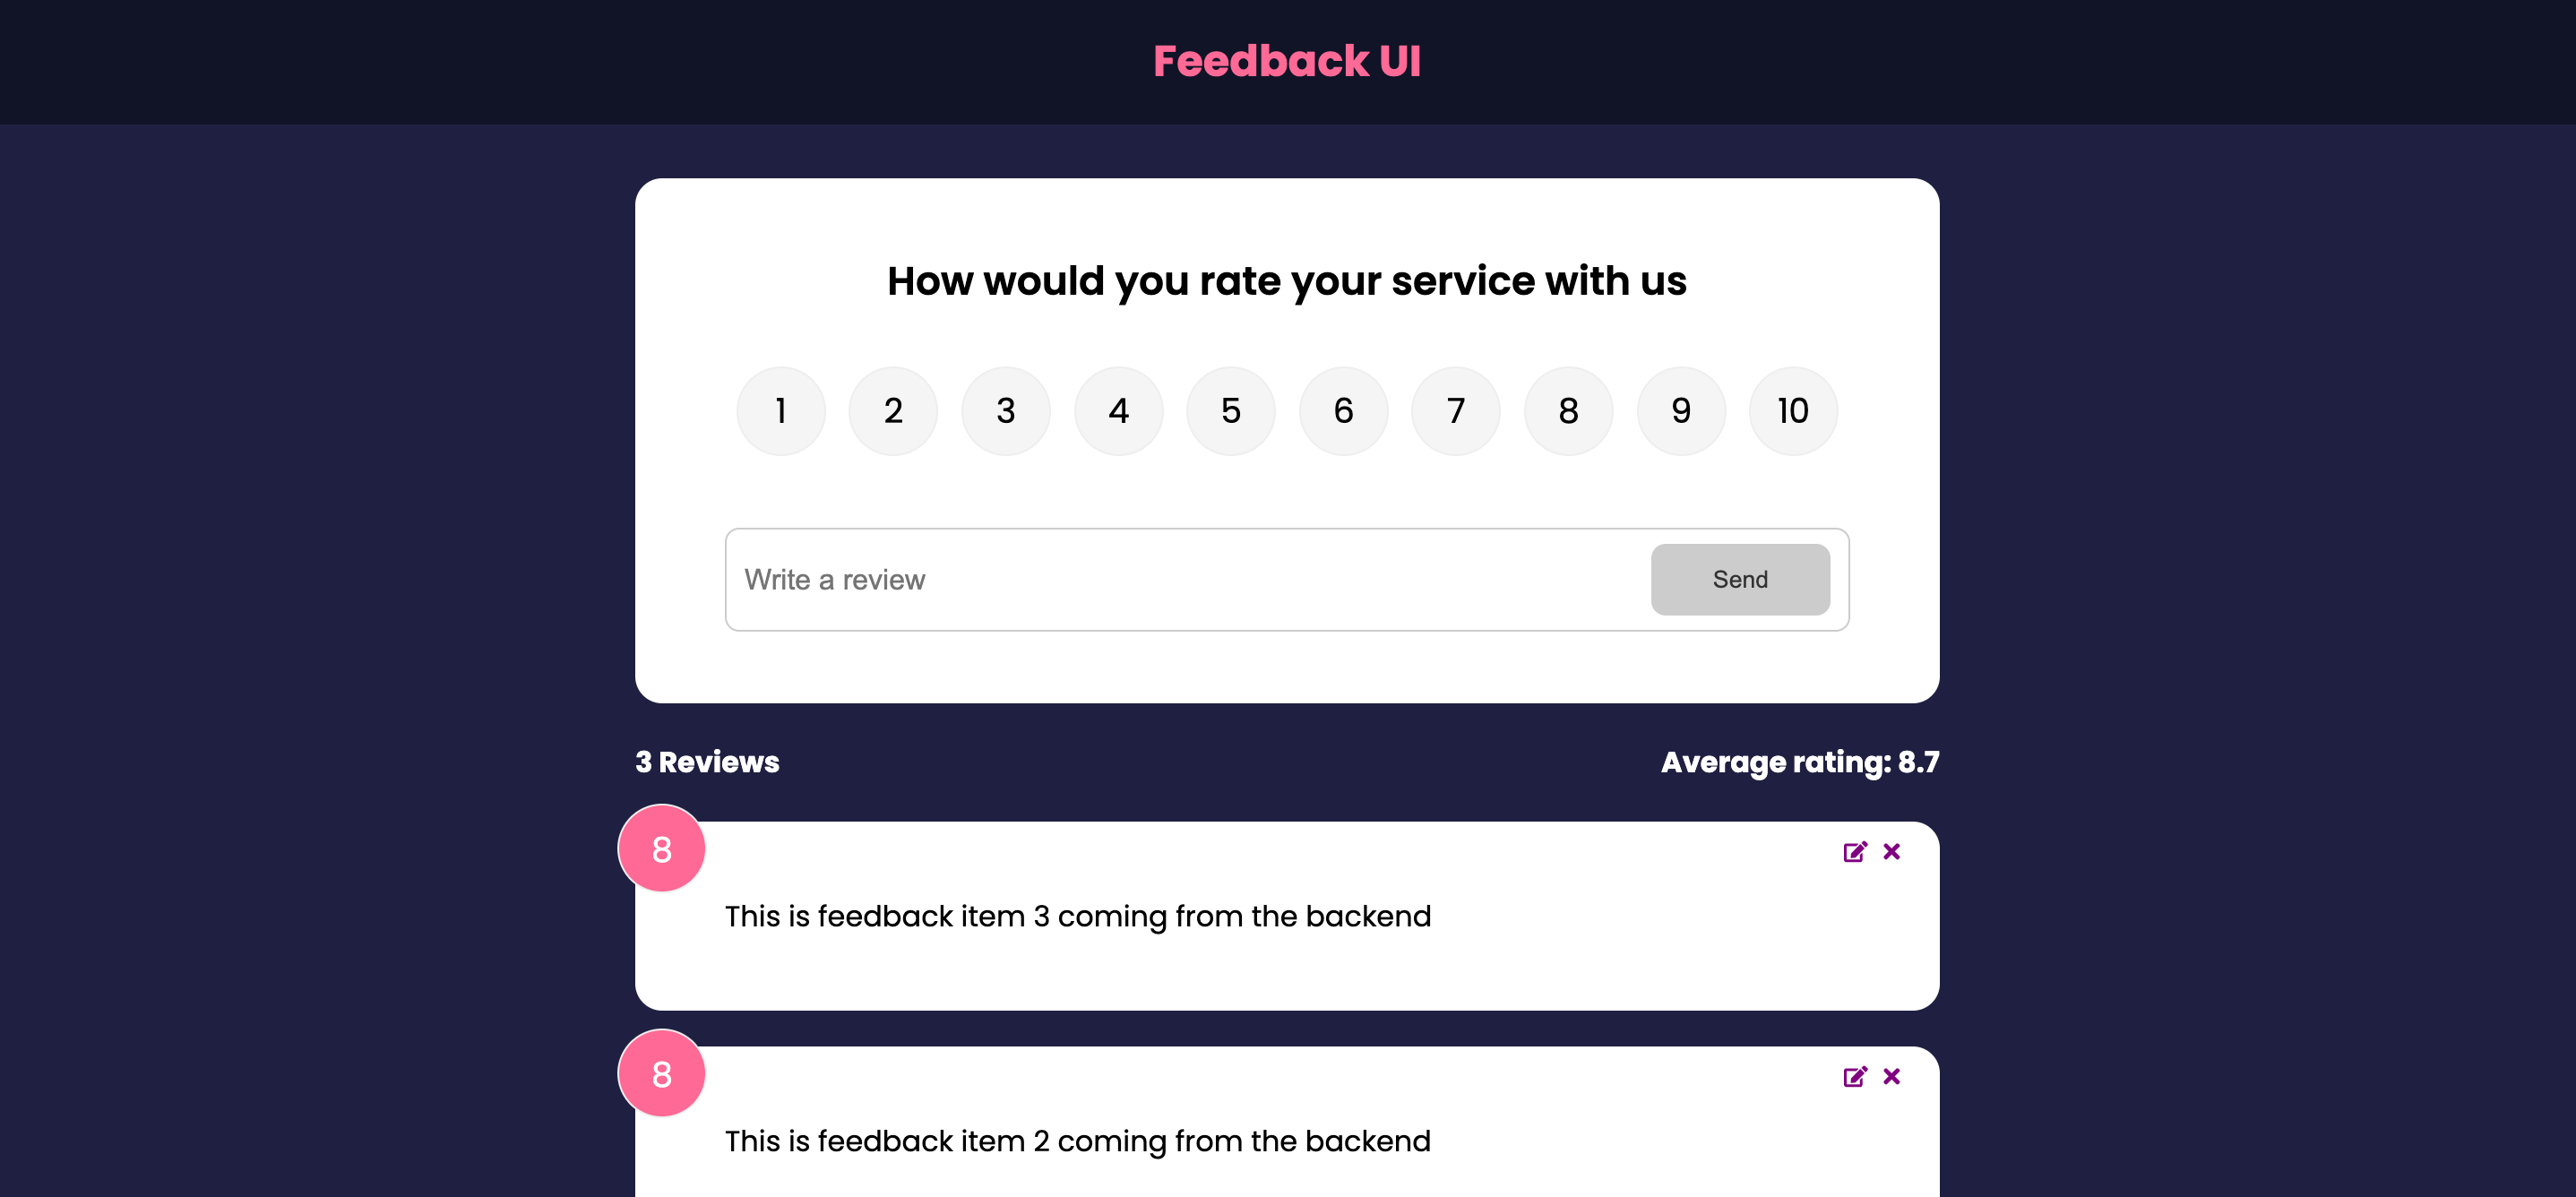 Feedback UI
How would you rate your service with us
1 2 3 4 5 6 7 8 9 10
Write a review
Send
3 Reviews
Average rating: 8.7
8
This is feedback item 3 coming from the backend
8
This is feedback item 2 coming from the backend